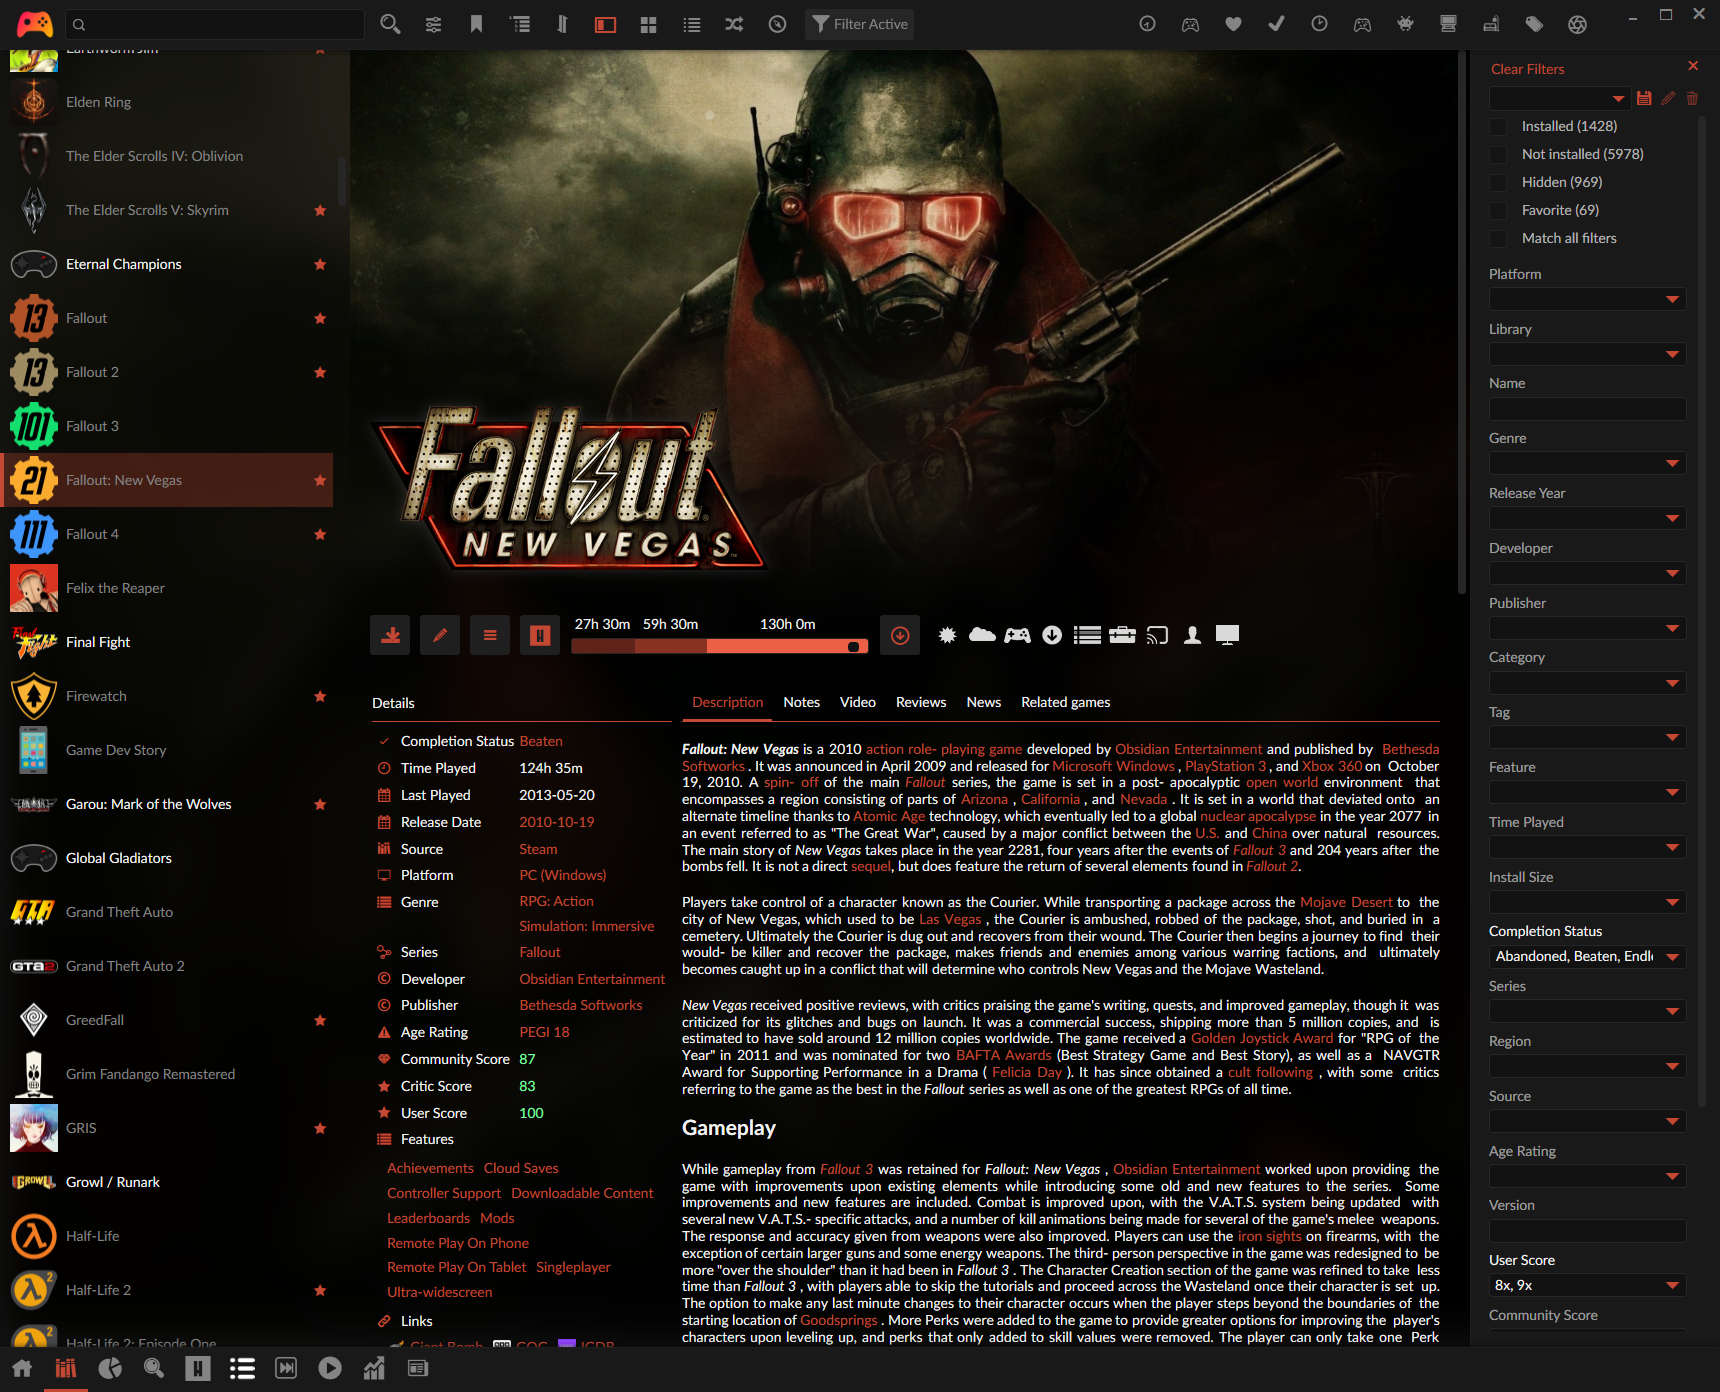 Filter Active
Earthworm Jim
Elden Ring
The Elder Scrolls IV: Oblivion
The Elder Scrolls V: Skyrim
Eternal Champions
13
Fallout
13
Fallout 2
101
Fallout 3
21
Fallout: New Vegas
111
Fallout 4
Felix the Reaper
Final Fight
Final Fight
Firewatch
Game Dev Story
Garou: Mark of the Wolves
Global Gladiators
GTA
Grand Theft Auto
GTA2
Grand Theft Auto 2
GreedFall
Grim Fandango Remastered
GRIS
GROWL
Growl / Runark
Half-Life
2
Half-Life 2
2
Half-Life 2: Episode One
Fallout
NEW VEGAS
27h 30m 59h 30m 130h 0m
Details
Completion Status Beaten
Time Played 124h 35m
Last Played 2013-05-20
Release Date 2010-10-19
Source Steam
Platform PC (Windows)
Genre RPG: Action
Simulation: Immersive
Series Fallout
Developer Obsidian Entertainment
Publisher Bethesda Softworks
Age Rating PEGI 18
Community Score 87
Critic Score 83
User Score 100
Features
Achievements Cloud Saves
Controller Support Downloadable Content
Leaderboards Mods
Remote Play On Phone
Remote Play On Tablet Singleplayer
Ultra-widescreen
Links
Giant Bomb GOG IGDB
Description Notes Video Reviews News Related games
Fallout: New Vegas is a 2010 action role- playing game developed by Obsidian Entertainment and published by Bethesda
Softworks . It was announced in April 2009 and released for Microsoft Windows , PlayStation 3 , and Xbox 360 on October
19, 2010. A spin- off of the main Fallout series, the game is set in a post- apocalyptic open world environment that
encompasses a region consisting of parts of Arizona , California , and Nevada . It is set in a world that deviated onto an
alternate timeline thanks to Atomic Age technology, which eventually led to a global nuclear apocalypse in the year 2077 in
an event referred to as "The Great War", caused by a major conflict between the U.S. and China over natural resources.
The main story of New Vegas takes place in the year 2281, four years after the events of Fallout 3 and 204 years after the
bombs fell. It is not a direct sequel, but does feature the return of several elements found in Fallout 2.
Players take control of a character known as the Courier. While transporting a package across the Mojave Desert to the
city of New Vegas, which used to be Las Vegas , the Courier is ambushed, robbed of the package, shot, and buried in a
cemetery. Ultimately the Courier is dug out and recovers from their wound. The Courier then begins a journey to find their
would- be killer and recover the package, makes friends and enemies among various warring factions, and ultimately
becomes caught up in a conflict that will determine who controls New Vegas and the Mojave Wasteland.
New Vegas received positive reviews, with critics praising the game's writing, quests, and improved gameplay, though it was
criticized for its glitches and bugs on launch. It was a commercial success, shipping more than 5 million copies, and is
estimated to have sold around 12 million copies worldwide. The game received a Golden Joystick Award for "RPG of the
Year" in 2011 and was nominated for two BAFTA Awards (Best Strategy Game and Best Story), as well as a NAVGTR
Award for Supporting Performance in a Drama ( Felicia Day ). It has since obtained a cult following , with some critics
referring to the game as the best in the Fallout series as well as one of the greatest RPGs of all time.
Gameplay
While gameplay from Fallout 3 was retained for Fallout: New Vegas , Obsidian Entertainment worked upon providing the
game with improvements upon existing elements while introducing some old and new features to the series. Some
improvements and new features are included. Combat is improved upon, with the V.A.T.S. system being updated with
several new V.A.T.S.- specific attacks, and a number of kill animations being made for several of the game's melee weapons.
The response and accuracy given from weapons were also improved. Players can use the iron sights on firearms, with the
exception of certain larger guns and some energy weapons. The third- person perspective in the game was redesigned to be
more "over the shoulder" than it had been in Fallout 3 . The Character Creation section of the game was refined to take less
time than Fallout 3 , with players able to skip the tutorials and proceed across the Wasteland once their character is set up.
The option to make any last minute changes to their character occurs when the player steps beyond the boundaries of the
starting location of Goodsprings . More Perks were added to the game to provide greater options for improving the player's
characters upon leveling up, and perks that only added to skill values were removed. The player can only take one Perk
Clear Filters
Installed (1428)
Not installed (5978)
Hidden (969)
Favorite (69)
Match all filters
Platform
Library
Name
Genre
Release Year
Developer
Publisher
Category
Tag
Feature
Time Played
Install Size
Completion Status
Abandoned, Beaten, Endl
Series
Region
Source
Age Rating
Version
User Score
8x, 9x
Community Score